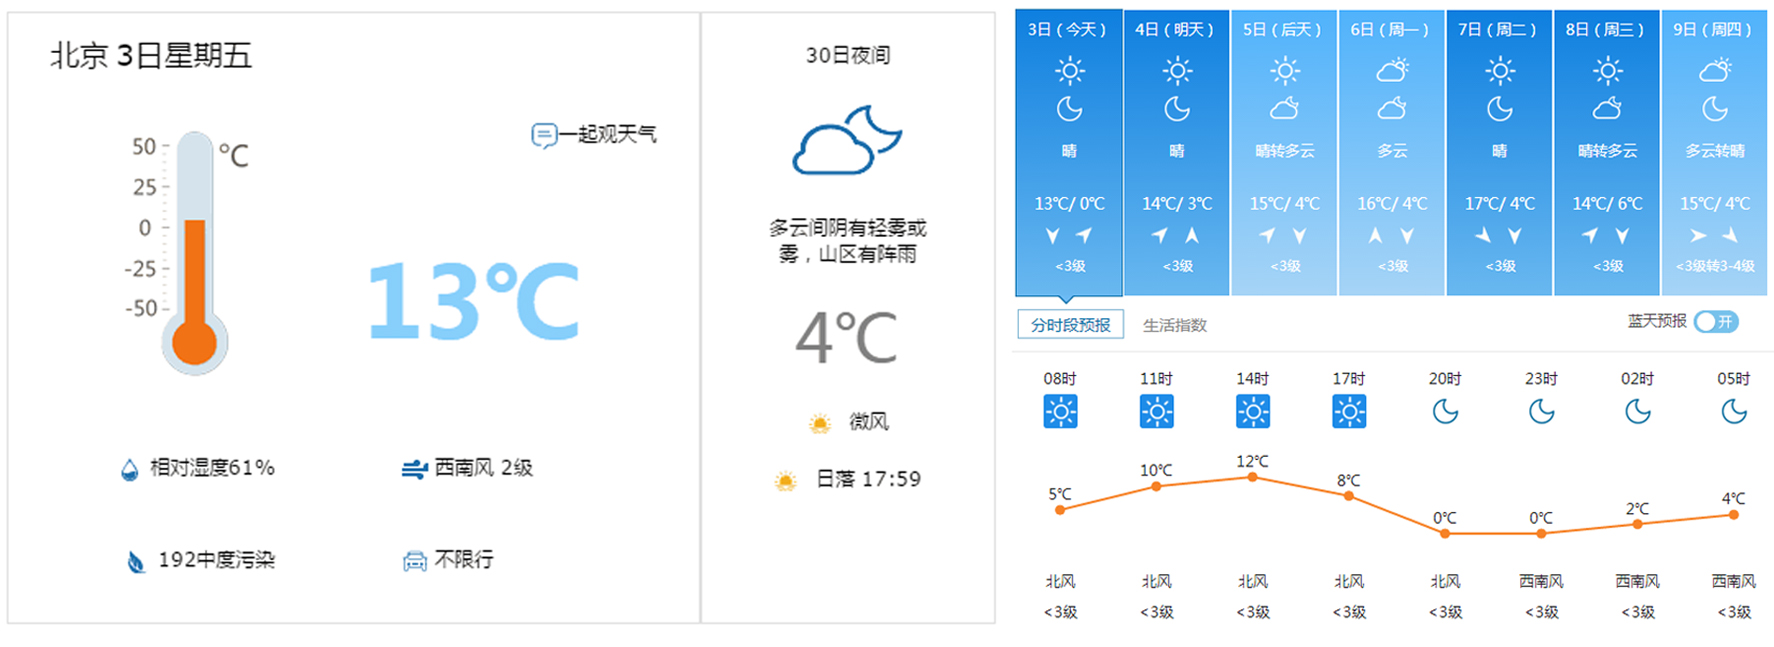 北京 3日星期五
一起观天气
℃
50
25
0
-25
-50
13℃
相对湿度61%
西南风 2级
192中度污染
不限行
30日夜间
多云间阴有轻雾或
雾，山区有阵雨
4℃
微风
日落 17:59
3日（今天） 4日（明天） 5日（后天） 6日（周一） 7日（周二） 8日（周三） 9日（周四）
晴 晴 晴转多云 多云 晴 晴转多云 多云转晴
13℃/ 0℃ 14℃/ 3℃ 15℃/ 4℃ 16℃/ 4℃ 17℃/ 4℃ 14℃/ 6℃ 15℃/ 4℃
<3级 <3级 <3级 <3级 <3级 <3级 <3级转3-4级
分时段预报 生活指数 蓝天预报 开
08时 11时 14时 17时 20时 23时 02时 05时
5℃ 10℃ 12℃ 8℃ 0℃ 0℃ 2℃ 4℃
北风 北风 北风 北风 北风 西南风 西南风 西南风
<3级 <3级 <3级 <3级 <3级 <3级 <3级 <3级